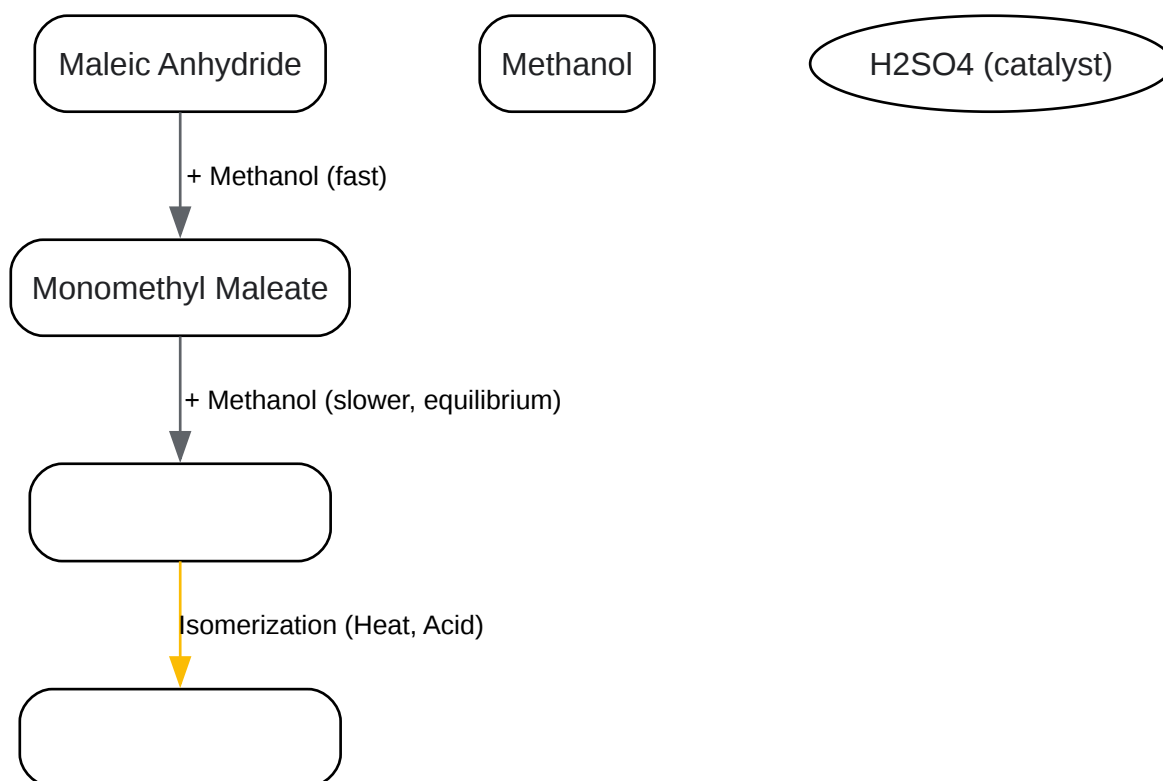 Maleic Anhydride
Methanol
H2SO4 (catalyst)
+ Methanol (fast)
Monomethyl Maleate
+ Methanol (slower, equilibrium)
Isomerization (Heat, Acid)